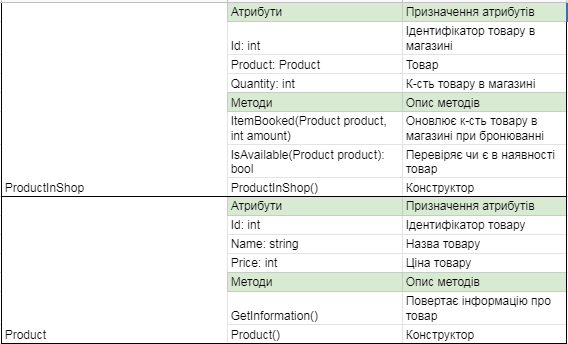 Атрибути Призначення атрибутів
Ідентифікатор товару в
Id: int магазині
Product: Product Товар
Quantity: int К-сть товару в магазині
Методи Опис методів
ItemBooked(Product product, Оновлює к-сть товару в
int amount) магазині при бронюванні
IsAvailable(Product product): Перевіряє чи є в наявності
bool товар
ProductInShop ProductInShop() Конструктор
Атрибути Призначення атрибутів
Id: int Ідентифікатор товару
Name: string Назва товару
Price: int Ціна товару
Методи Опис методів
Повертає інформацію про
GetInformation() товар
Product Product() Конструктор